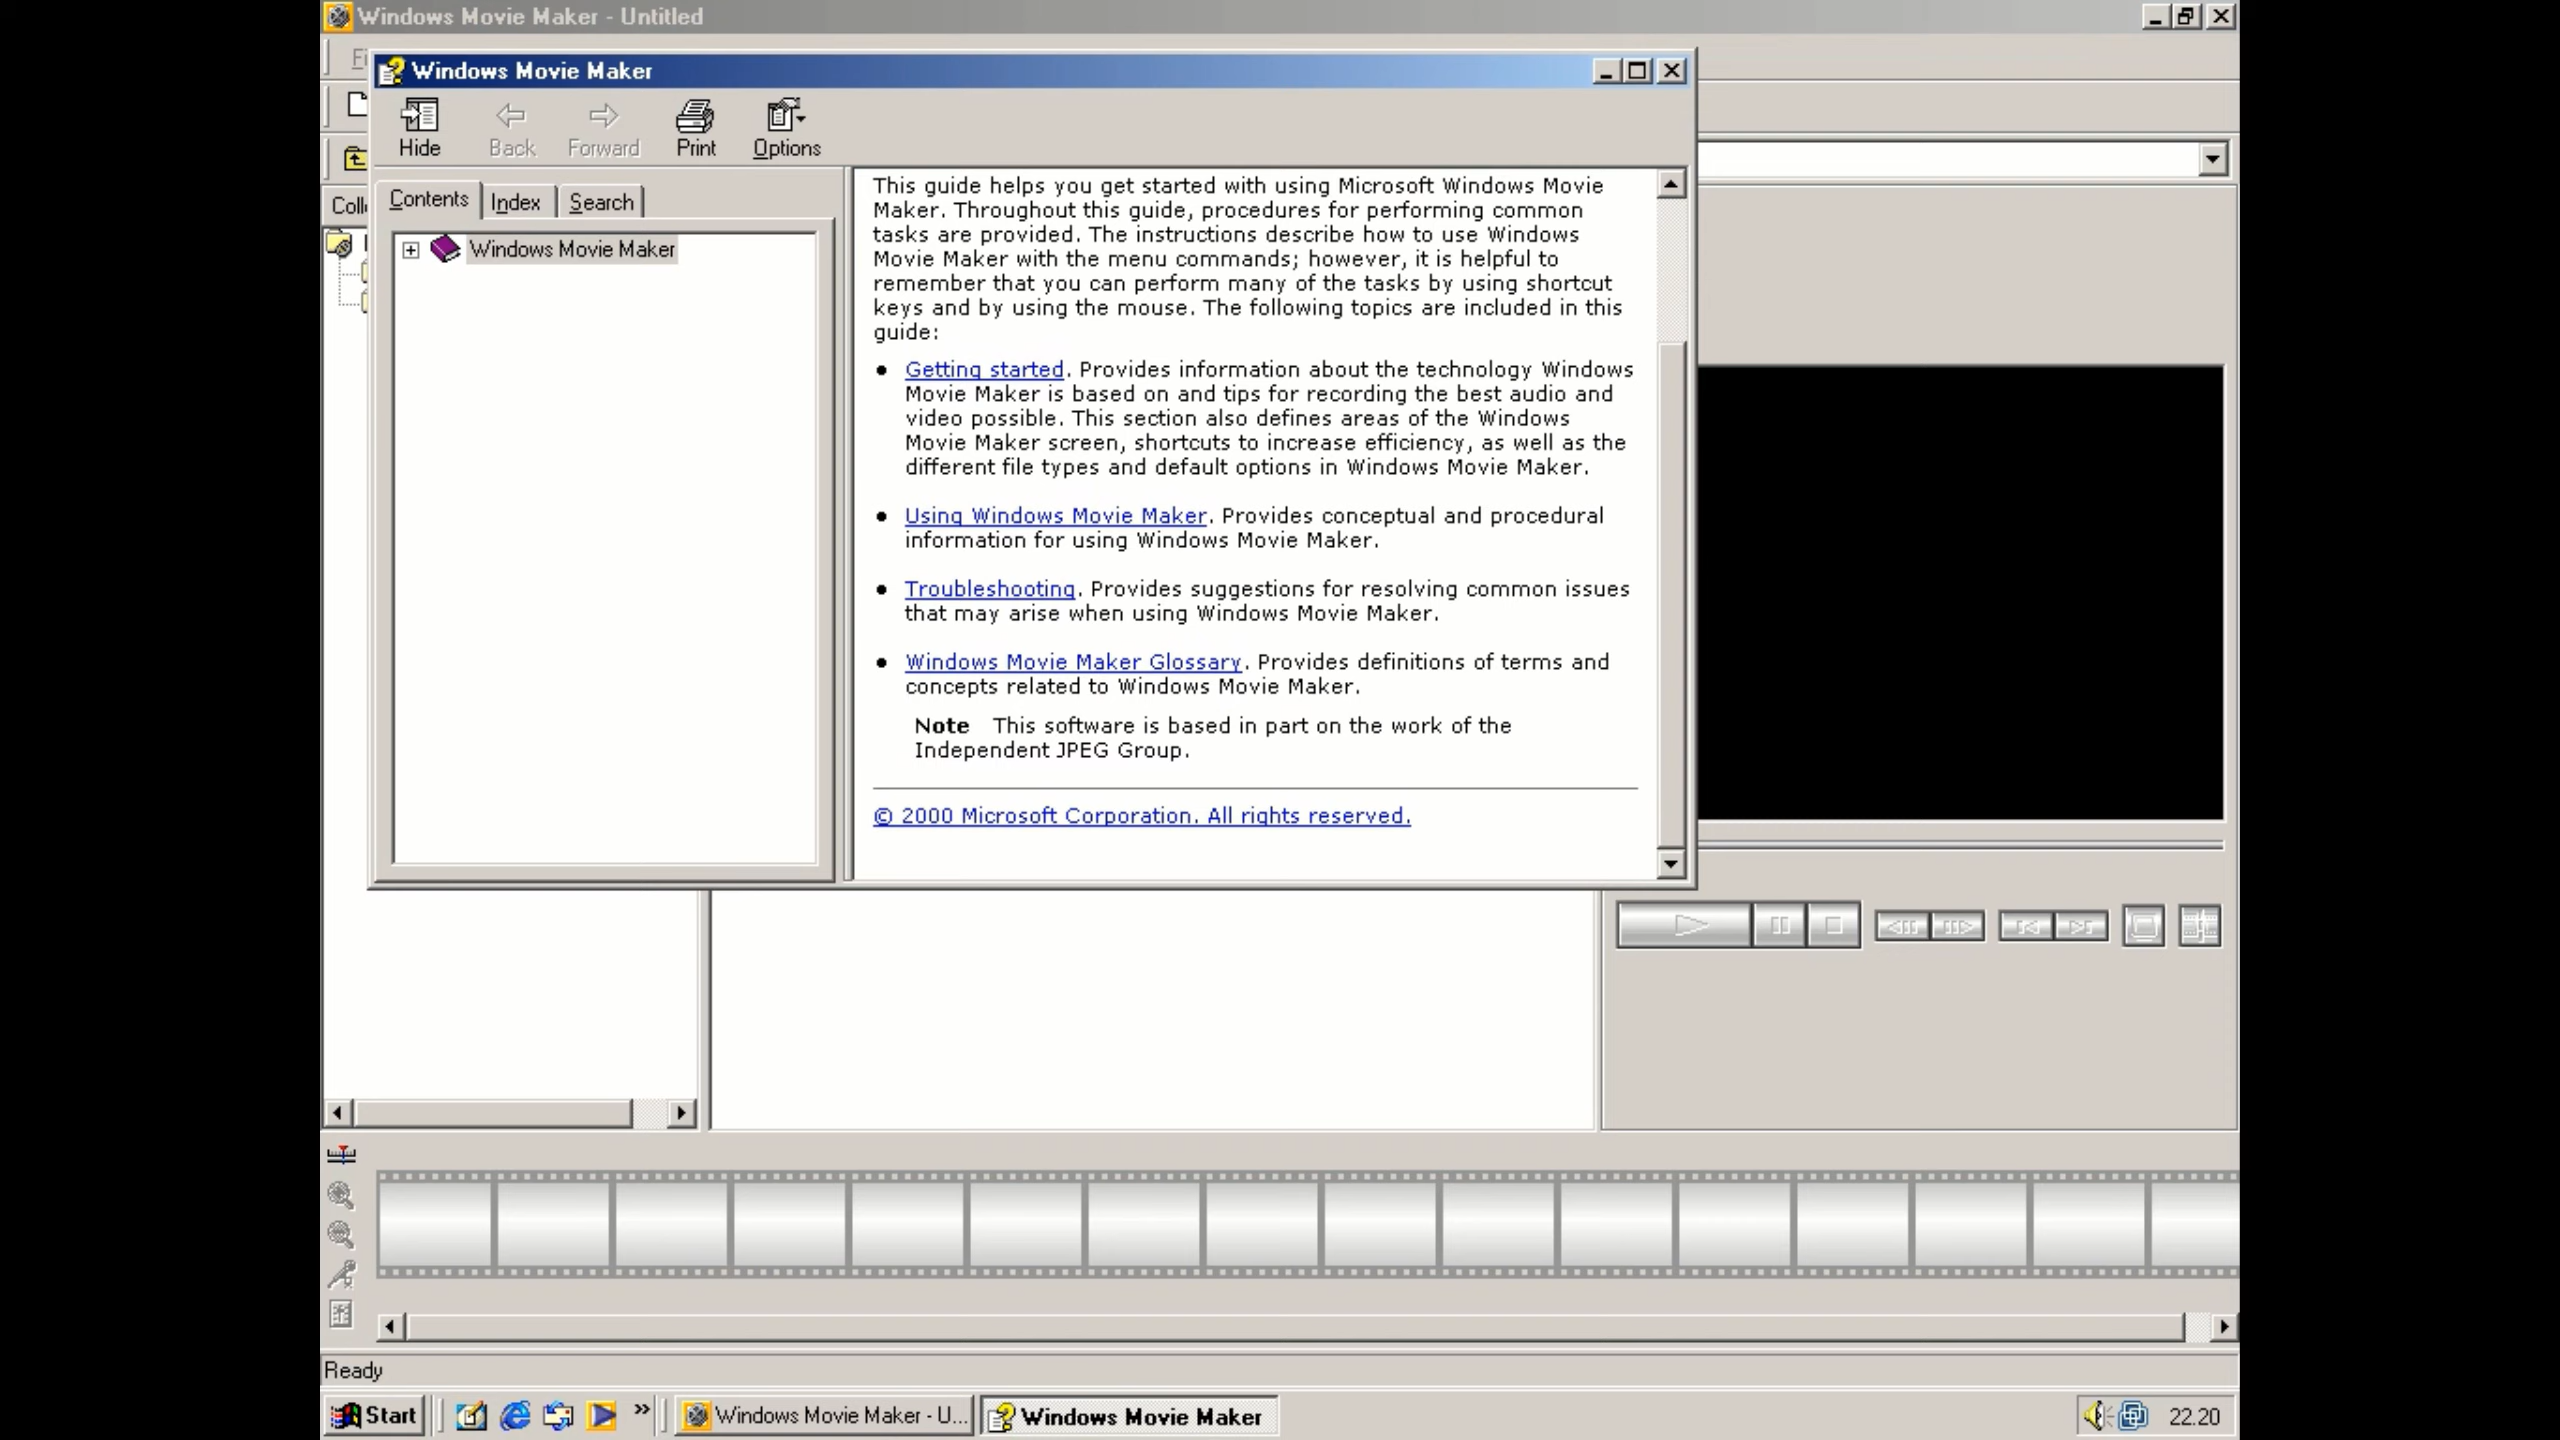 Windows Movie Maker - Untitled
Windows Movie Maker
Hide
Back
Forward
Print
Options
Contents
Index
Search
Windows Movie Maker
This guide helps you get started with using Microsoft Windows Movie
Maker. Throughout this guide, procedures for performing common
tasks are provided. The instructions describe how to use Windows
Movie Maker with the menu commands; however, it is helpful to
remember that you can perform many of the tasks by using shortcut
keys and by using the mouse. The following topics are included in this
guide:
• Getting started. Provides information about the technology Windows
Movie Maker is based on and tips for recording the best audio and
video possible. This section also defines areas of the Windows
Movie Maker screen, shortcuts to increase efficiency, as well as the
different file types and default options in Windows Movie Maker.
• Using Windows Movie Maker. Provides conceptual and procedural
information for using Windows Movie Maker.
• Troubleshooting. Provides suggestions for resolving common issues
that may arise when using Windows Movie Maker.
• Windows Movie Maker Glossary. Provides definitions of terms and
concepts related to Windows Movie Maker.
Note This software is based in part on the work of the
Independent JPEG Group.
© 2000 Microsoft Corporation. All rights reserved.
Ready
Start
Windows Movie Maker - U...
Windows Movie Maker
22.20